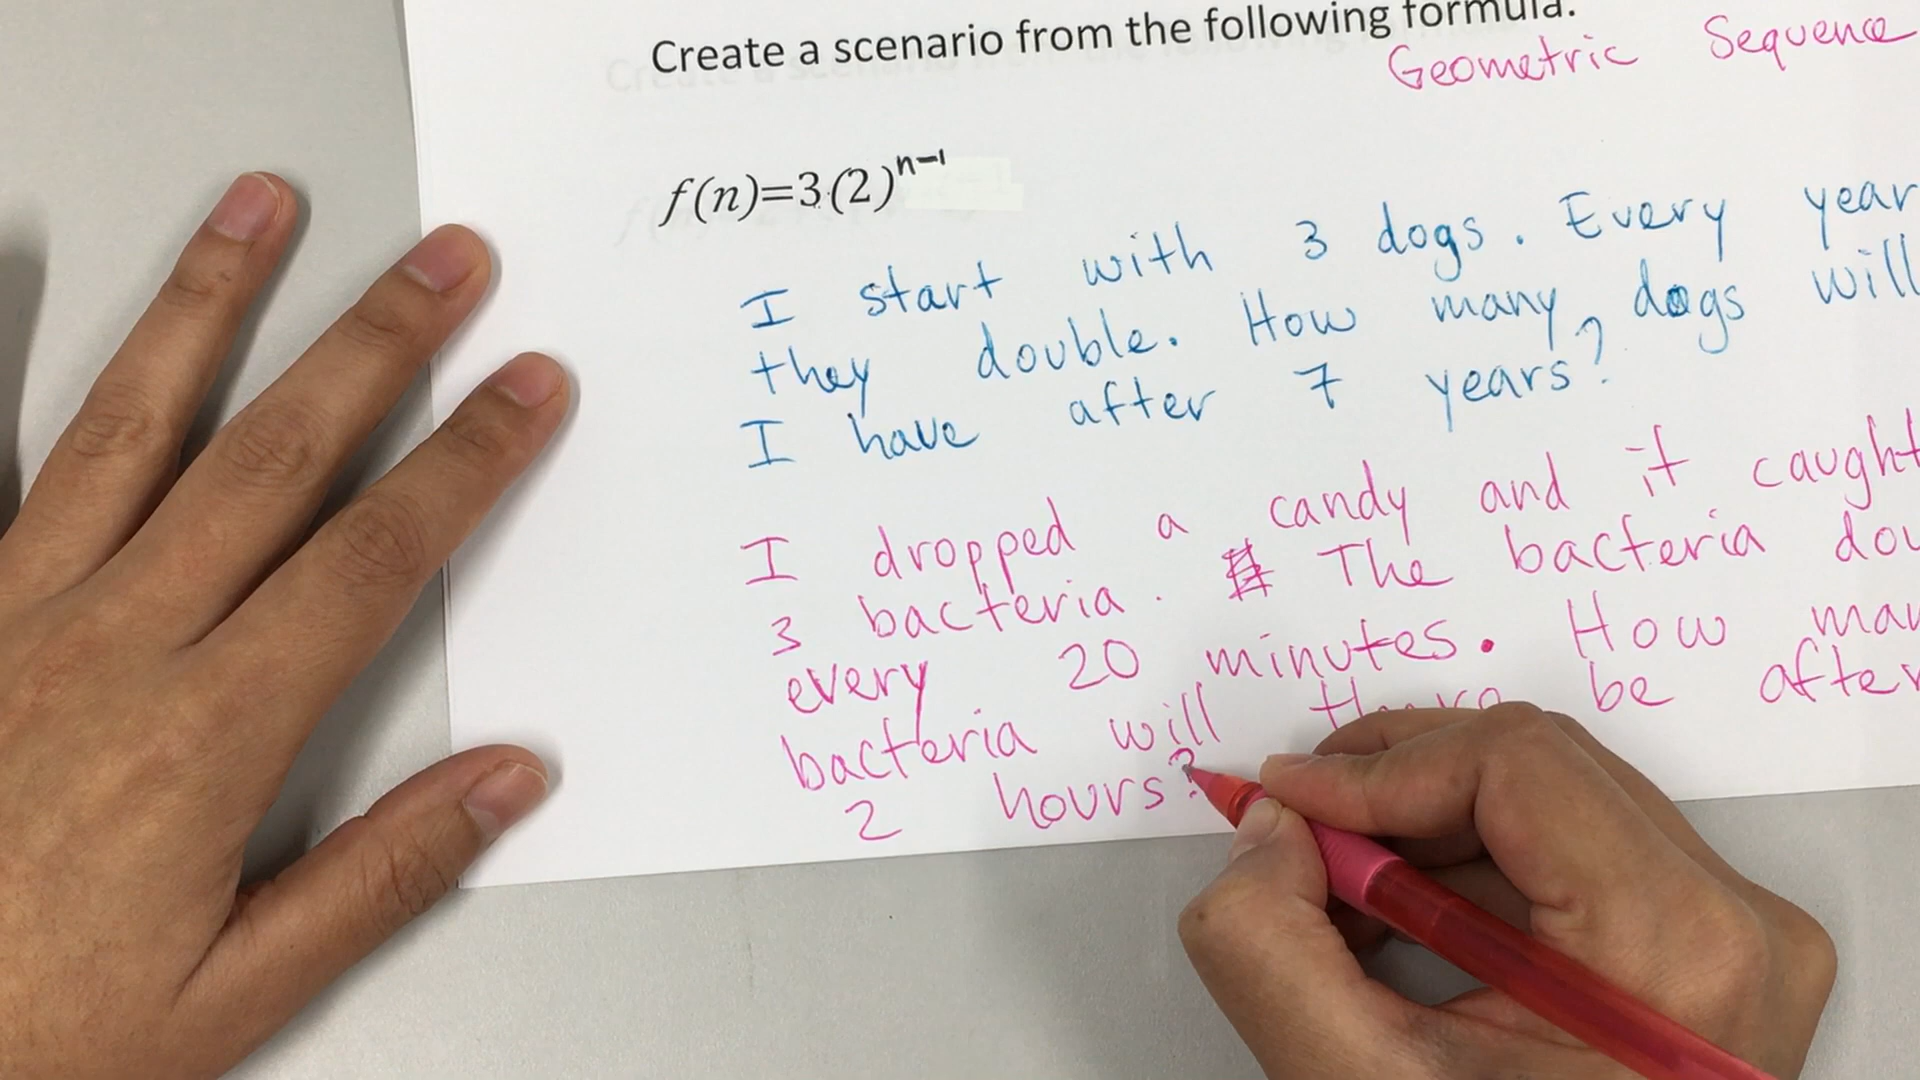 Create a scenario from the following formula.
Geometric Sequence
f(n)=3(2)^{n-1}
I start with 3 dogs. Every year
they double. How many dogs will
I have after 7 years?
I dropped a candy and it caught
3 bacteria. The bacteria dou
every 20 minutes. How man
bacteria will there be after
2 hours?